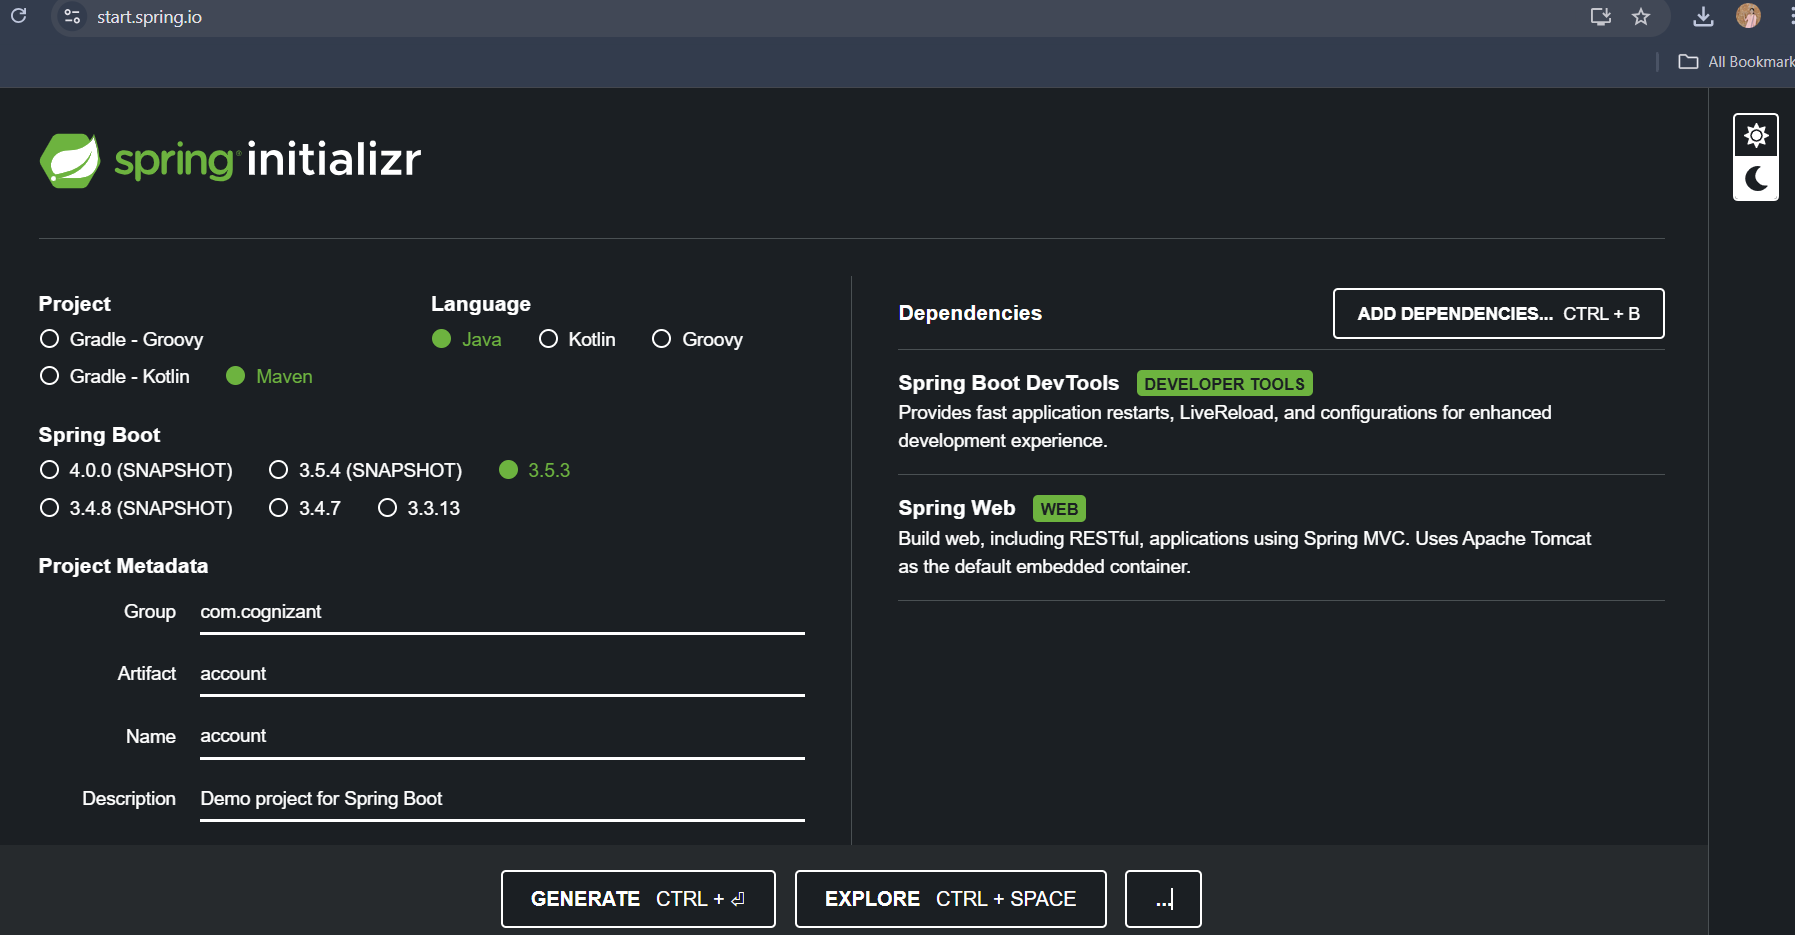 start.spring.io
All Bookmark
spring initializr
Project
Gradle - Groovy
Gradle - Kotlin Maven
Language
Java Kotlin Groovy
Spring Boot
4.0.0 (SNAPSHOT) 3.5.4 (SNAPSHOT) 3.5.3
3.4.8 (SNAPSHOT) 3.4.7 3.3.13
Project Metadata
Group com.cognizant
Artifact account
Name account
Description Demo project for Spring Boot
Dependencies
ADD DEPENDENCIES... CTRL + B
Spring Boot DevTools DEVELOPER TOOLS
Provides fast application restarts, LiveReload, and configurations for enhanced
development experience.
Spring Web WEB
Build web, including RESTful, applications using Spring MVC. Uses Apache Tomcat
as the default embedded container.
GENERATE CTRL + ⏎
EXPLORE CTRL + SPACE
...